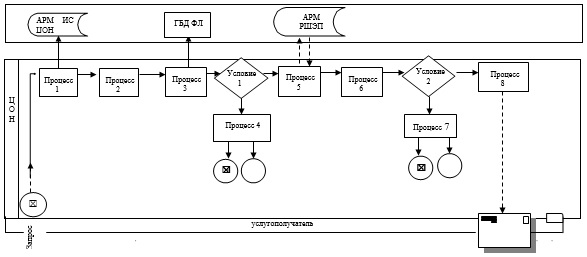 АРМ ИС
ЦОН
ГБД ФЛ
АРМ
РШЭП
Ц
О
Н
Процесс
1
Процесс
2
Процесс
3
Условие
1
Процесс
5
Процесс
6
Условие
2
Процесс
8
Процесс 4
Процесс 7
услугополучатель
Запрос